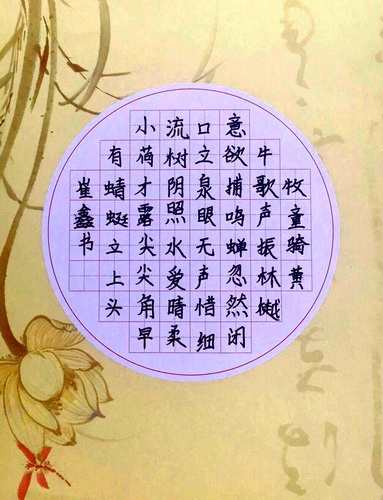 牧童骑黄
牛歌声振林樾
意欲捕鸣蝉忽然闭
口立泉眼无声惜细
流树阴照水爱晴柔
小荷才露尖尖角早
有蜻蜓立上头
崔鑫书